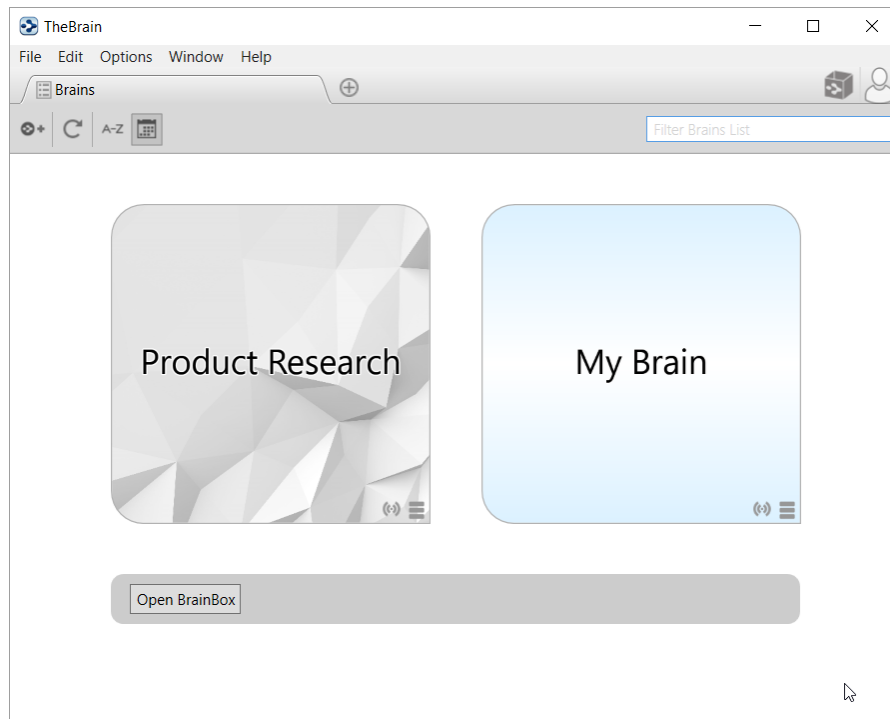 TheBrain
File Edit Options Window Help
Brains
A-Z
Filter Brains List
Product Research
My Brain
Open BrainBox